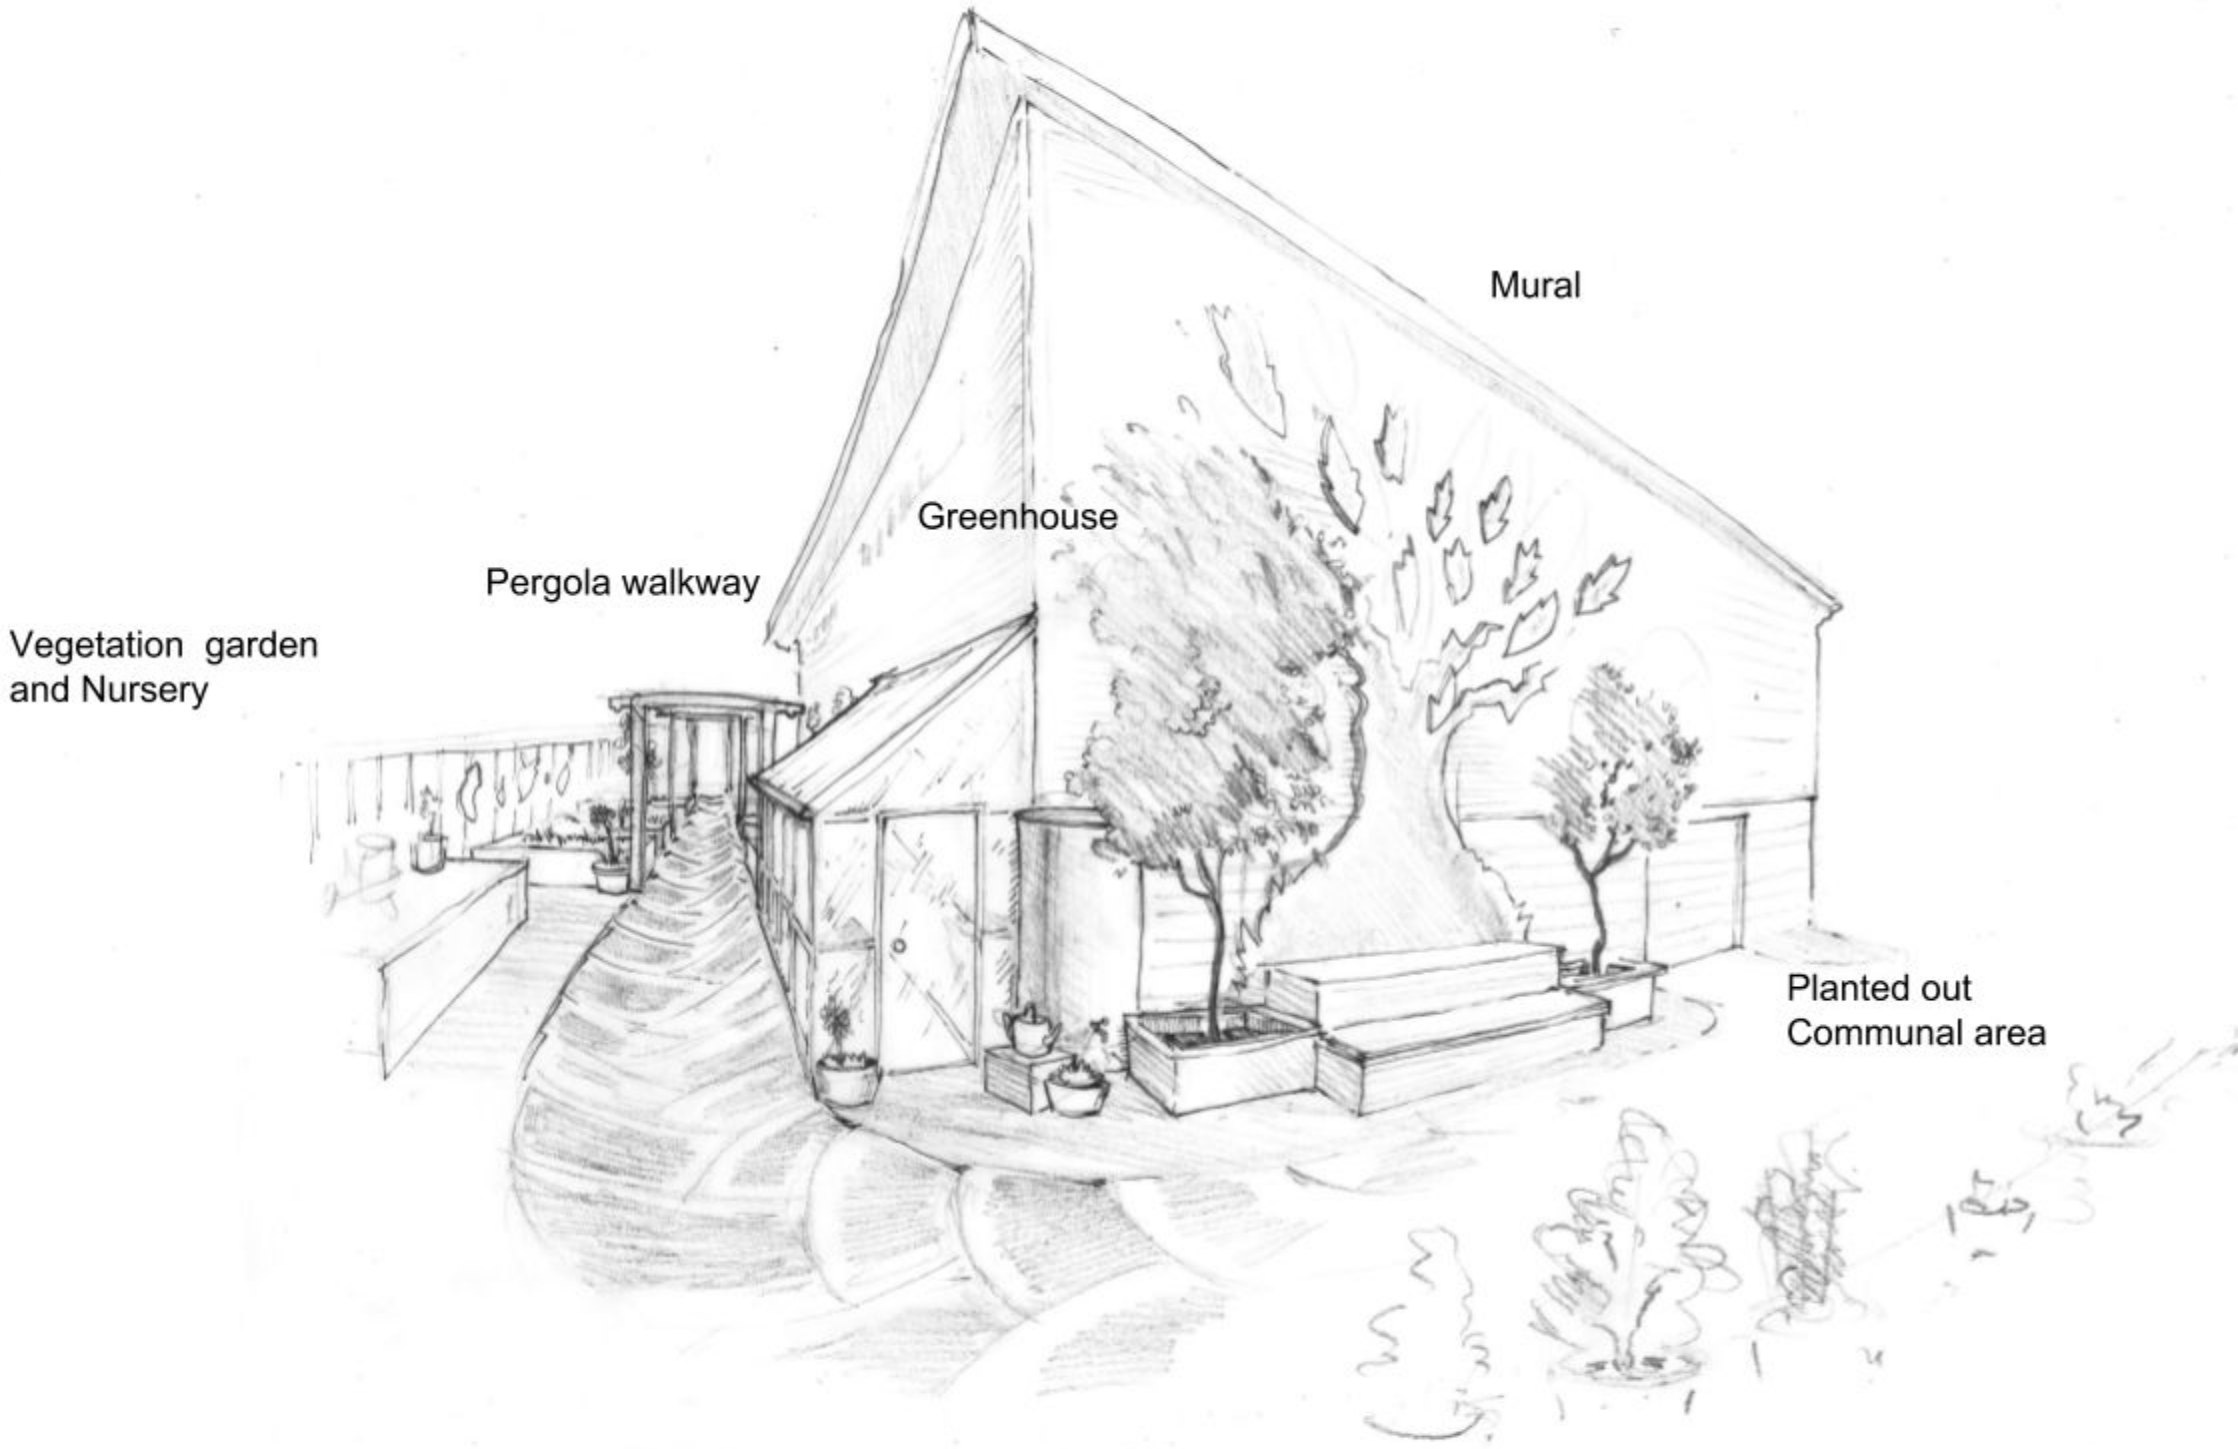 Mural
Greenhouse
Pergola walkway
Vegetation  garden
and Nursery
Planted out
Communal area